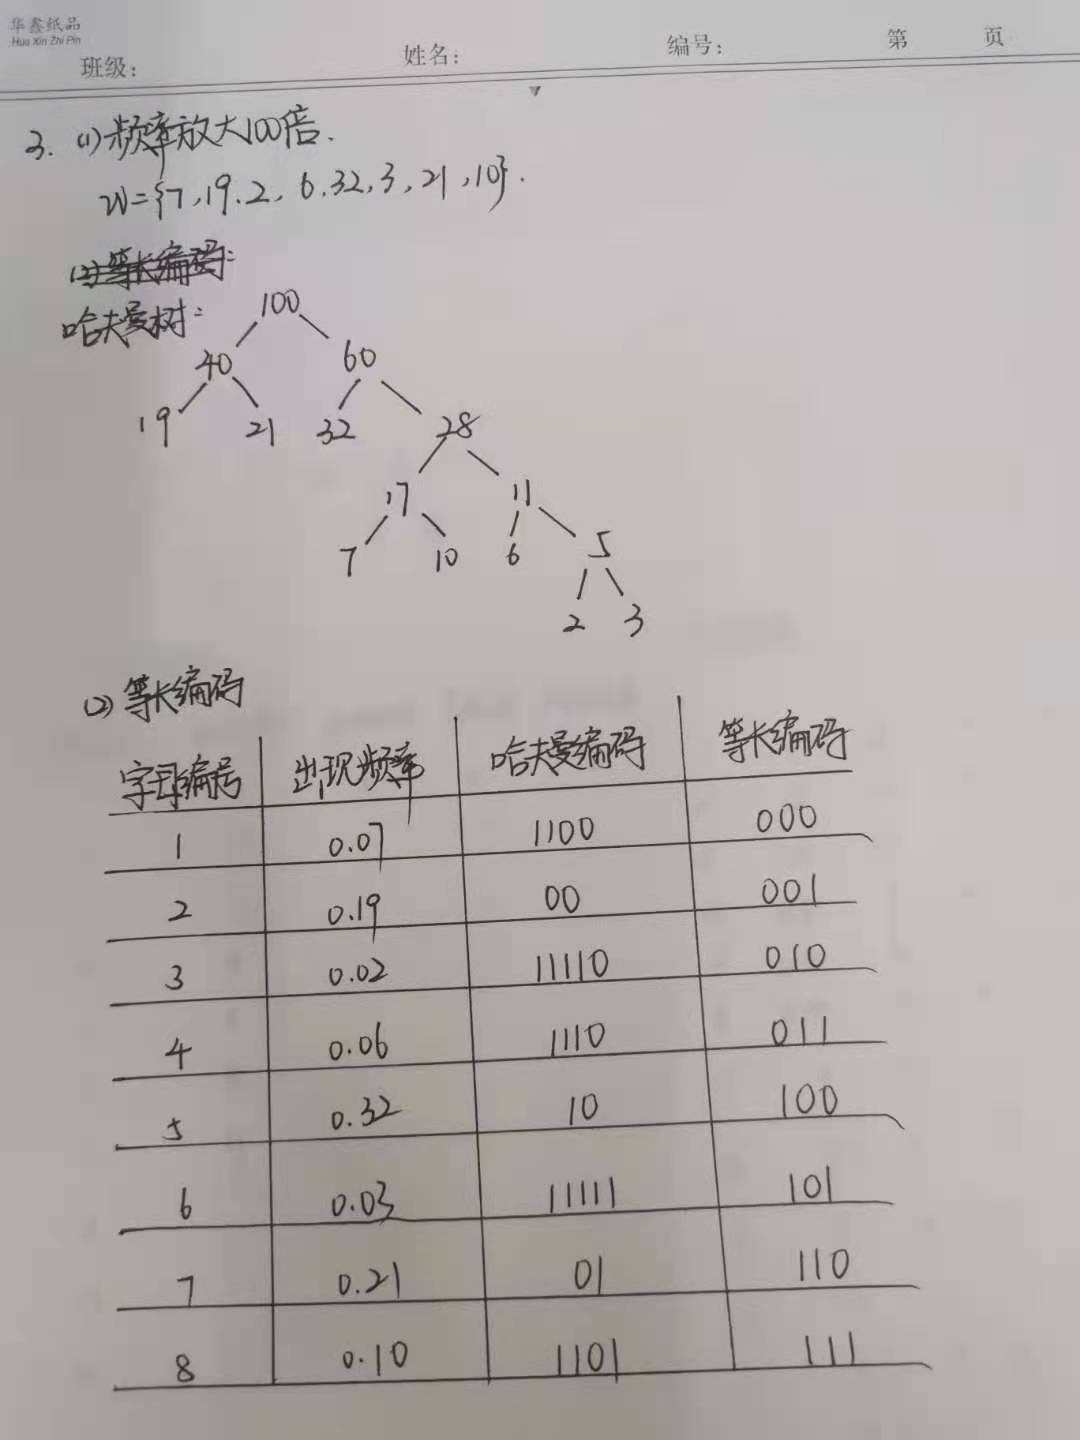 华鑫纸品
Hua Xin Zhi Pin
班级: 姓名: 编号: 第 页
3. (1) 频率放大100倍.
W={7,19.2,6.32,3,21,10}.
(2) 等长编码:
哈夫曼树:
100
40 60
19 21 32 28
17 11
7 10 6 5
2 3
(2) 等长编码
字母编号 出现频率 哈夫曼编码 等长编码
1 0.07 1100 000
2 0.19 00 001
3 0.02 11110 010
4 0.06 1110 011
5 0.32 10 100
6 0.03 11111 101
7 0.21 01 110
8 0.10 1101 111